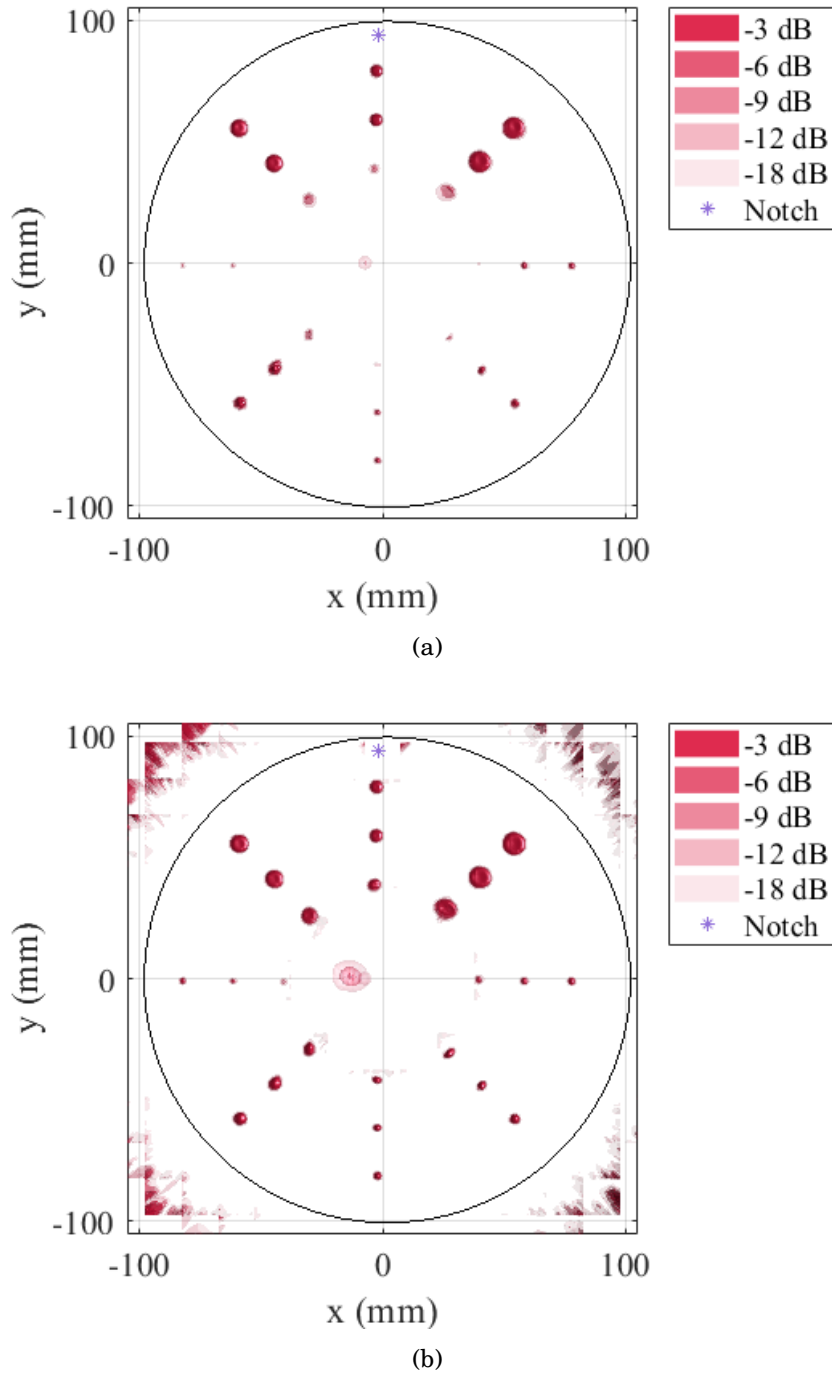 100
0
-100
y (mm)
-100
0
100
x (mm)
-3 dB
-6 dB
-9 dB
-12 dB
-18 dB
Notch
(a)
100
0
-100
y (mm)
-100
0
100
x (mm)
-3 dB
-6 dB
-9 dB
-12 dB
-18 dB
Notch
(b)